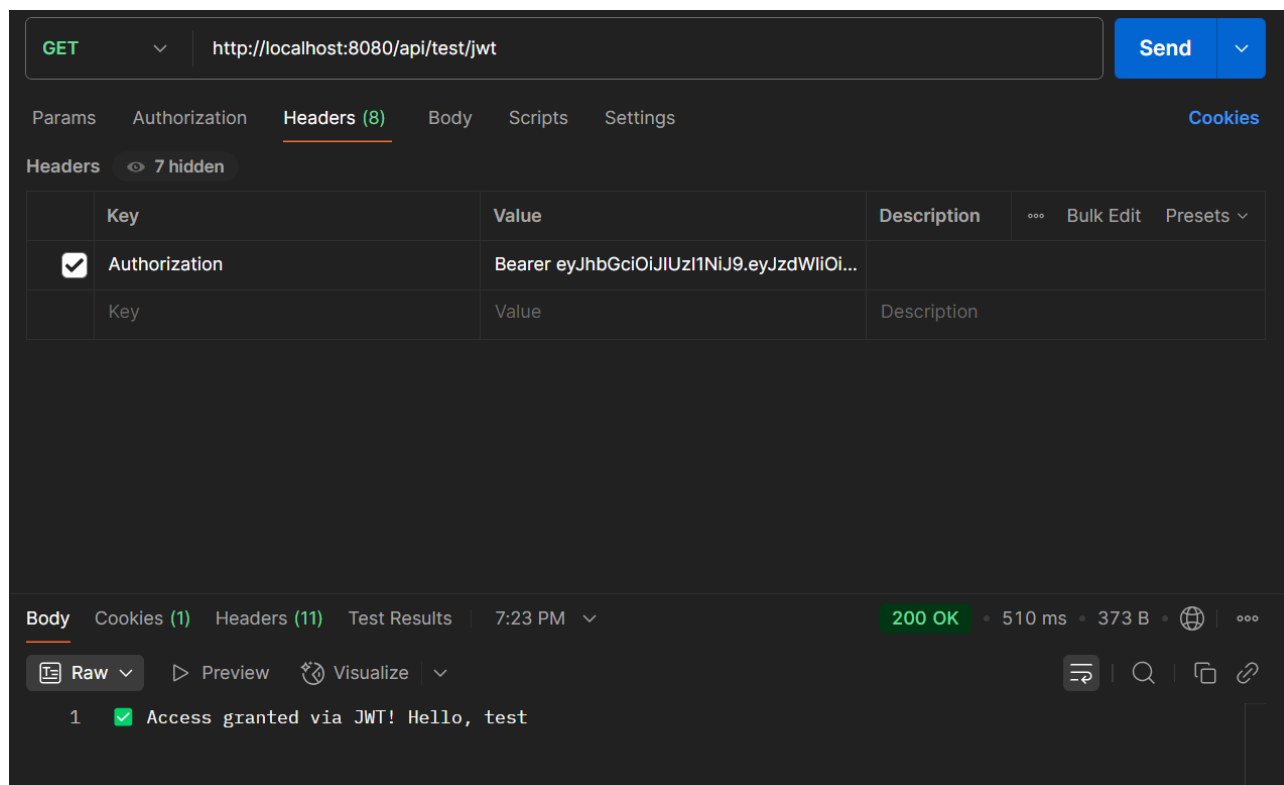 GET http://localhost:8080/api/test/jwt Send
Params Authorization Headers (8) Body Scripts Settings Cookies
Headers 7 hidden
Key Value Description Bulk Edit Presets
Authorization Bearer eyJhbGciOiJIUzI1NiJ9.eyJzdWIiOi...
Key Value Description
Body Cookies (1) Headers (11) Test Results 7:23 PM 200 OK • 510 ms • 373 B •
Raw Preview Visualize
1 ✅ Access granted via JWT! Hello, test